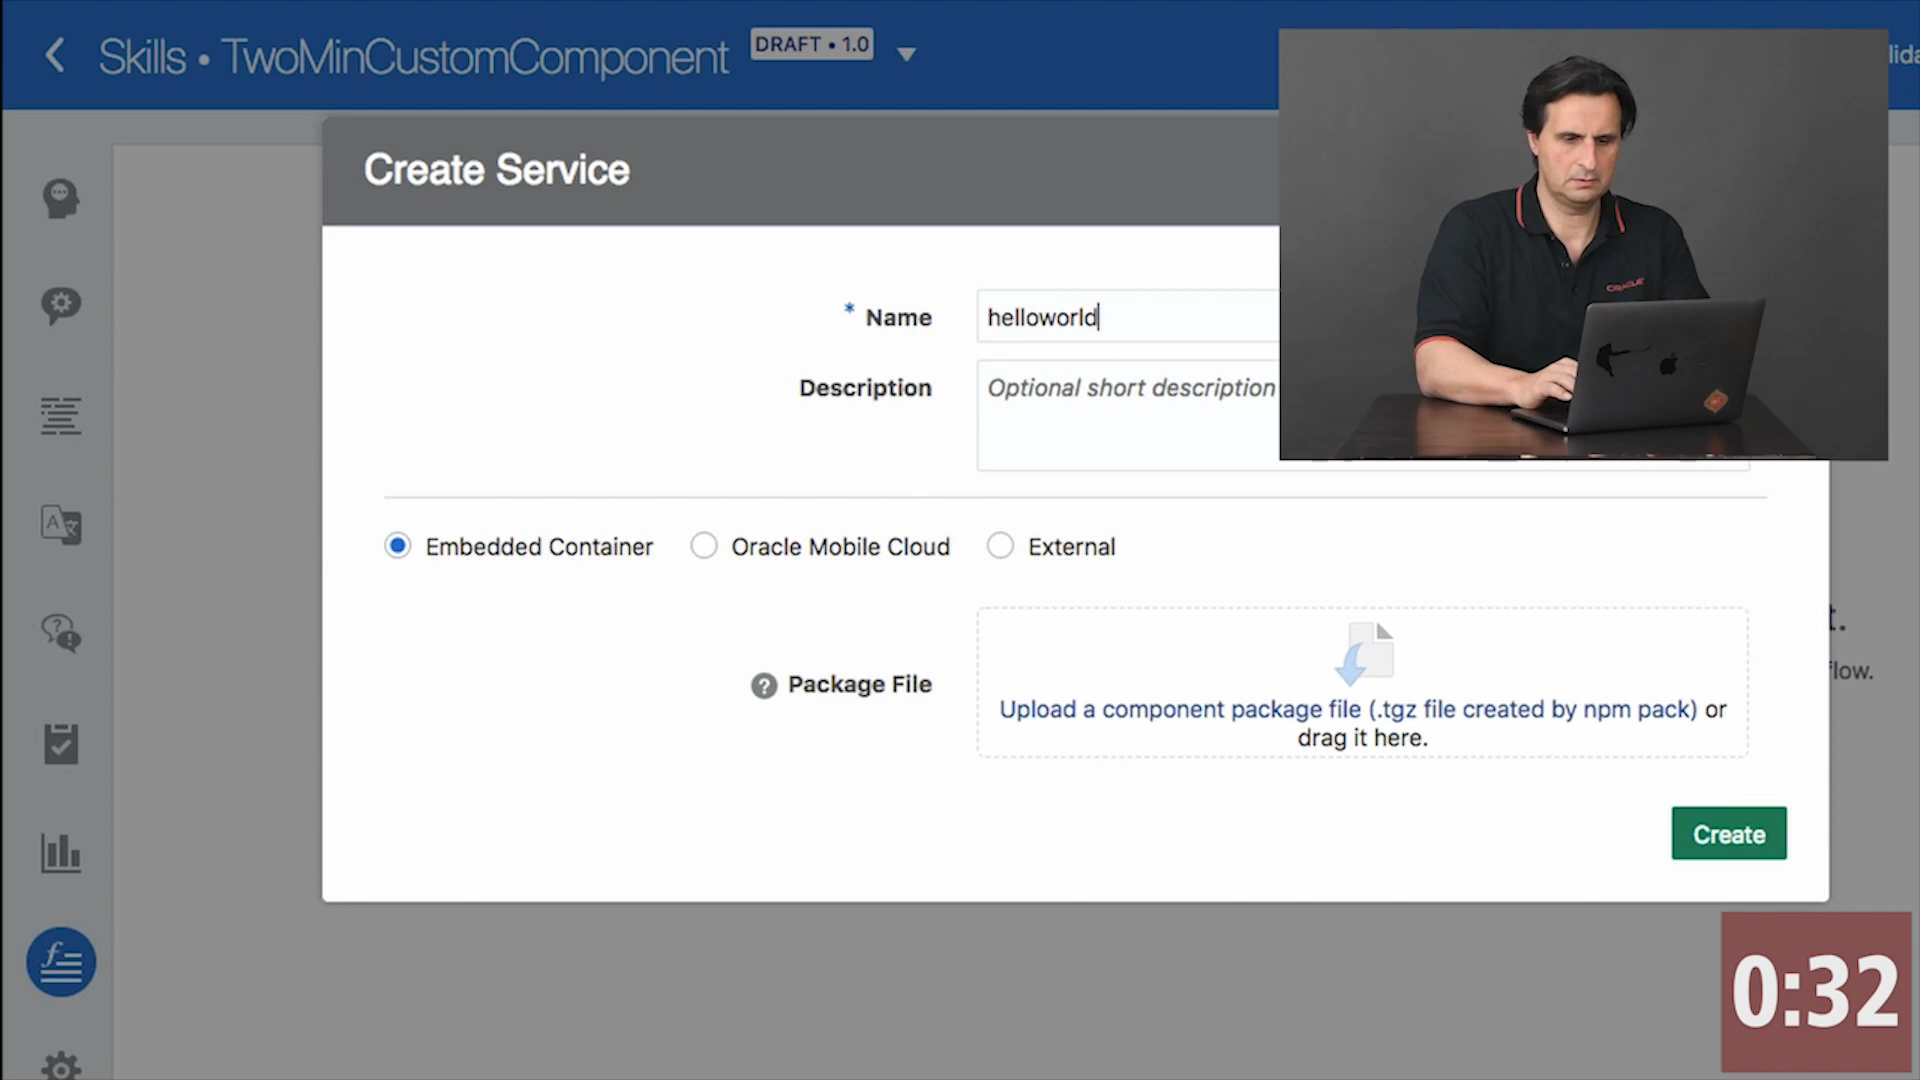 Skills • TwoMinCustomComponent DRAFT • 1.0
Create Service
* Name helloworld
Description Optional short description
ORACLE
Embedded Container Oracle Mobile Cloud External
? Package File
Upload a component package file (.tgz file created by npm pack) or
drag it here.
flow.
Create
0:32